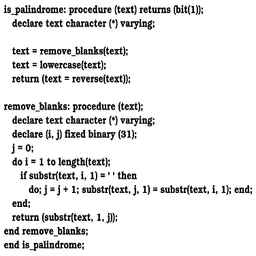 is_palindrome: procedure (text) returns (bit(1));
declare text character (*) varying;
text = remove_blanks(text);
text = lowercase(text);
return (text = reverse(text));
remove_blanks: procedure (text);
declare text character (*) varying;
declare (i, j) fixed binary (31);
j = 0;
do i = 1 to length(text);
if substr(text, i, 1) = ' ' then
do; j = j + 1; substr(text, j, 1) = substr(text, i, 1); end;
end;
return (substr(text, 1, j));
end remove_blanks;
end is_palindrome;